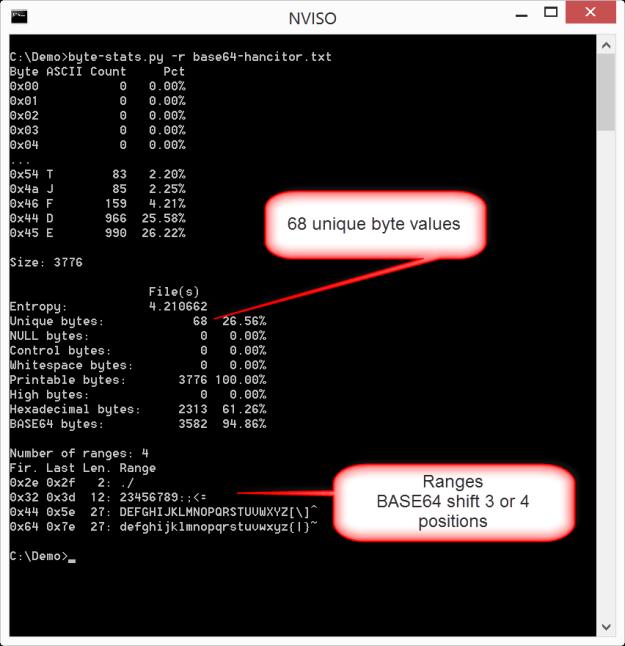 NVISO
C:\Demo>byte-stats.py -r base64-hancitor.txt
Byte ASCII Count     Pct
0x00           0   0.00%
0x01           0   0.00%
0x02           0   0.00%
0x03           0   0.00%
0x04           0   0.00%
...
0x54 T        83   2.20%
0x4a J        85   2.25%
0x46 F       159   4.21%
0x44 D       966  25.58%
0x45 E       990  26.22%
68 unique byte values
Size: 3776
File(s)
Entropy:           4.210662
Unique bytes:            68  26.56%
NULL bytes:               0   0.00%
Control bytes:            0   0.00%
Whitespace bytes:         0   0.00%
Printable bytes:       3776 100.00%
High bytes:               0   0.00%
Hexadecimal bytes:     2313  61.26%
BASE64 bytes:          3582  94.86%
Number of ranges: 4
Fir. Last Len. Range
0x2e 0x2f   2: ./
0x32 0x3d  12: 23456789:;<=
0x44 0x5e  27: DEFGHIJKLMNOPQRSTUVWXYZ[\]^
0x64 0x7e  27: defghijklmnopqrstuvwxyz{|}~
Ranges
BASE64 shift 3 or 4
positions
C:\Demo>_